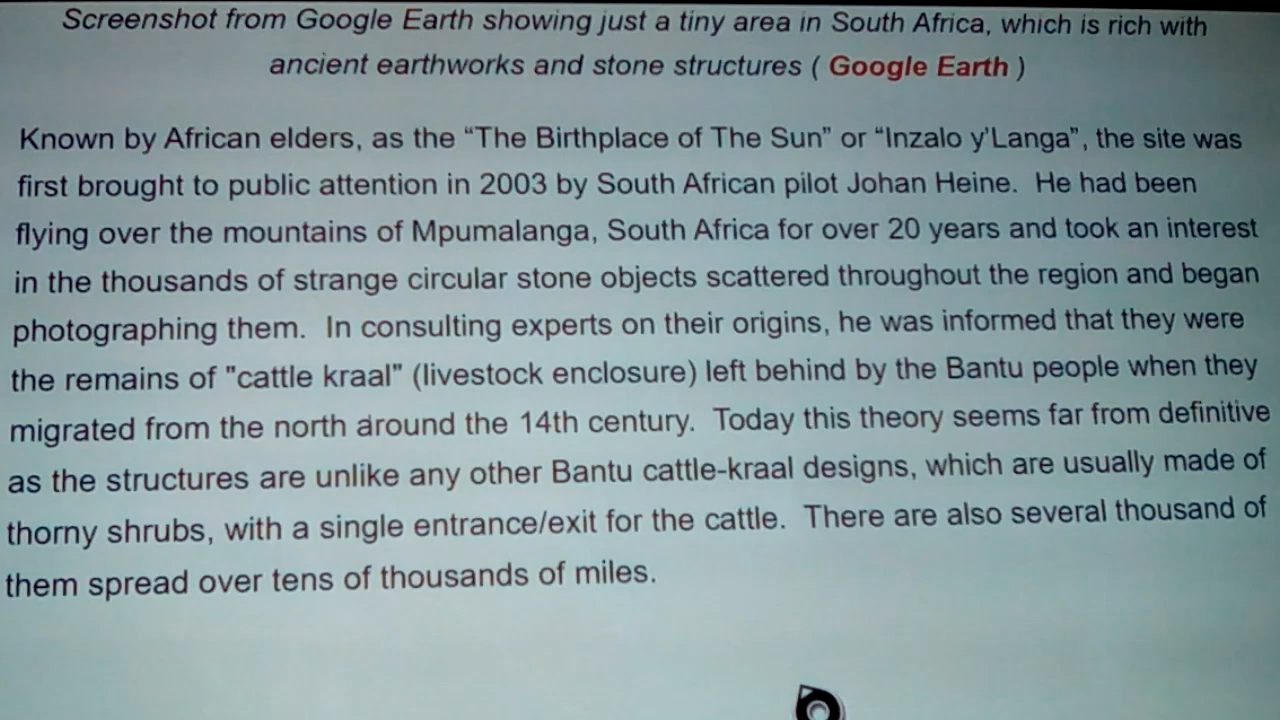 Screenshot from Google Earth showing just a tiny area in South Africa, which is rich with
ancient earthworks and stone structures ( Google Earth )
Known by African elders, as the “The Birthplace of The Sun” or “Inzalo y’Langa”, the site was
first brought to public attention in 2003 by South African pilot Johan Heine.  He had been
flying over the mountains of Mpumalanga, South Africa for over 20 years and took an interest
in the thousands of strange circular stone objects scattered throughout the region and began
photographing them.  In consulting experts on their origins, he was informed that they were
the remains of "cattle kraal" (livestock enclosure) left behind by the Bantu people when they
migrated from the north around the 14th century.  Today this theory seems far from definitive
as the structures are unlike any other Bantu cattle-kraal designs, which are usually made of
thorny shrubs, with a single entrance/exit for the cattle.  There are also several thousand of
them spread over tens of thousands of miles.